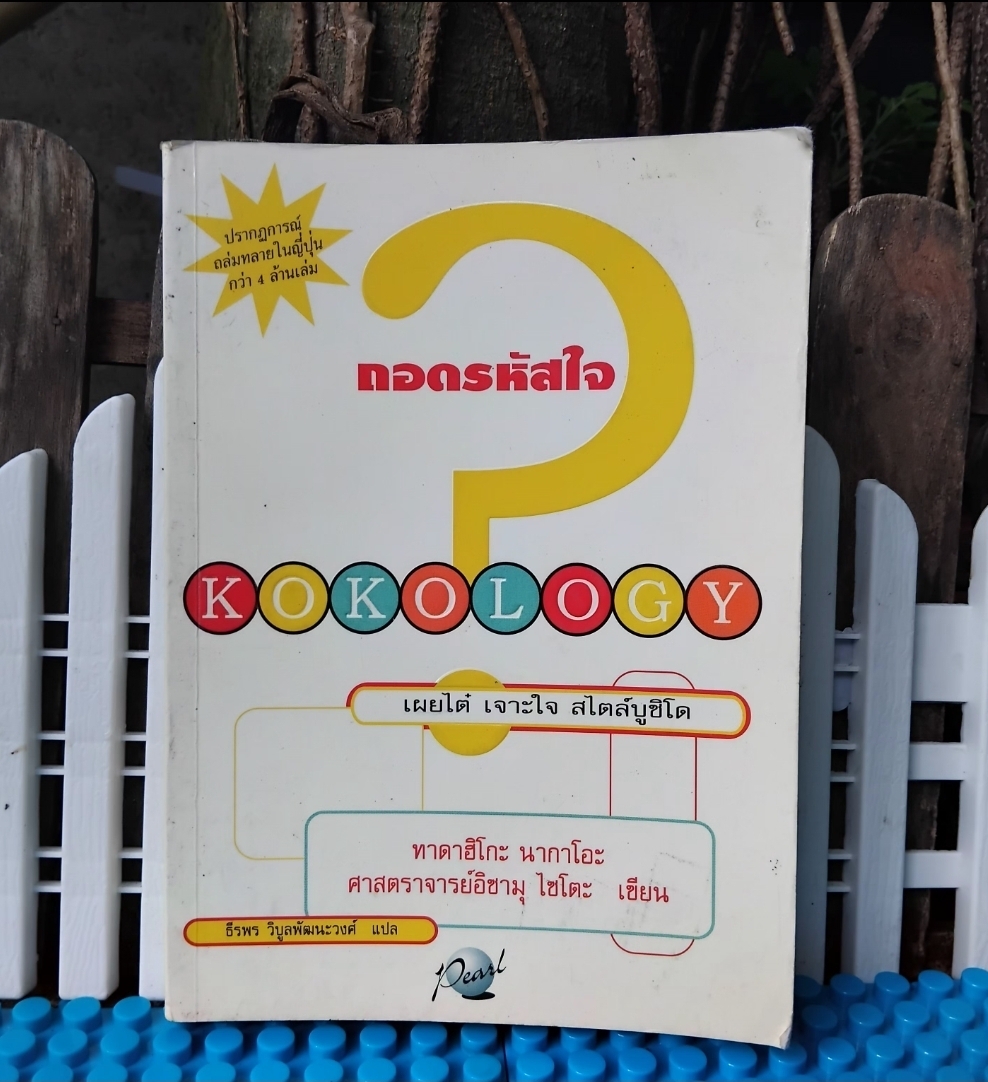 ปรากฏการณ์
ถล่มทลายในญี่ปุ่น
กว่า 4 ล้านเล่ม
ถอดรหัสใจ
KOKOLOGY
เผยไต๋ เจาะใจ สไตล์บูชิโด
ทาดาฮิโกะ นากาโอะ
ศาสตราจารย์อิซามุ ไซโตะ เขียน
ธีรพร วิบูลพัฒนะวงศ์ แปล
Pearl